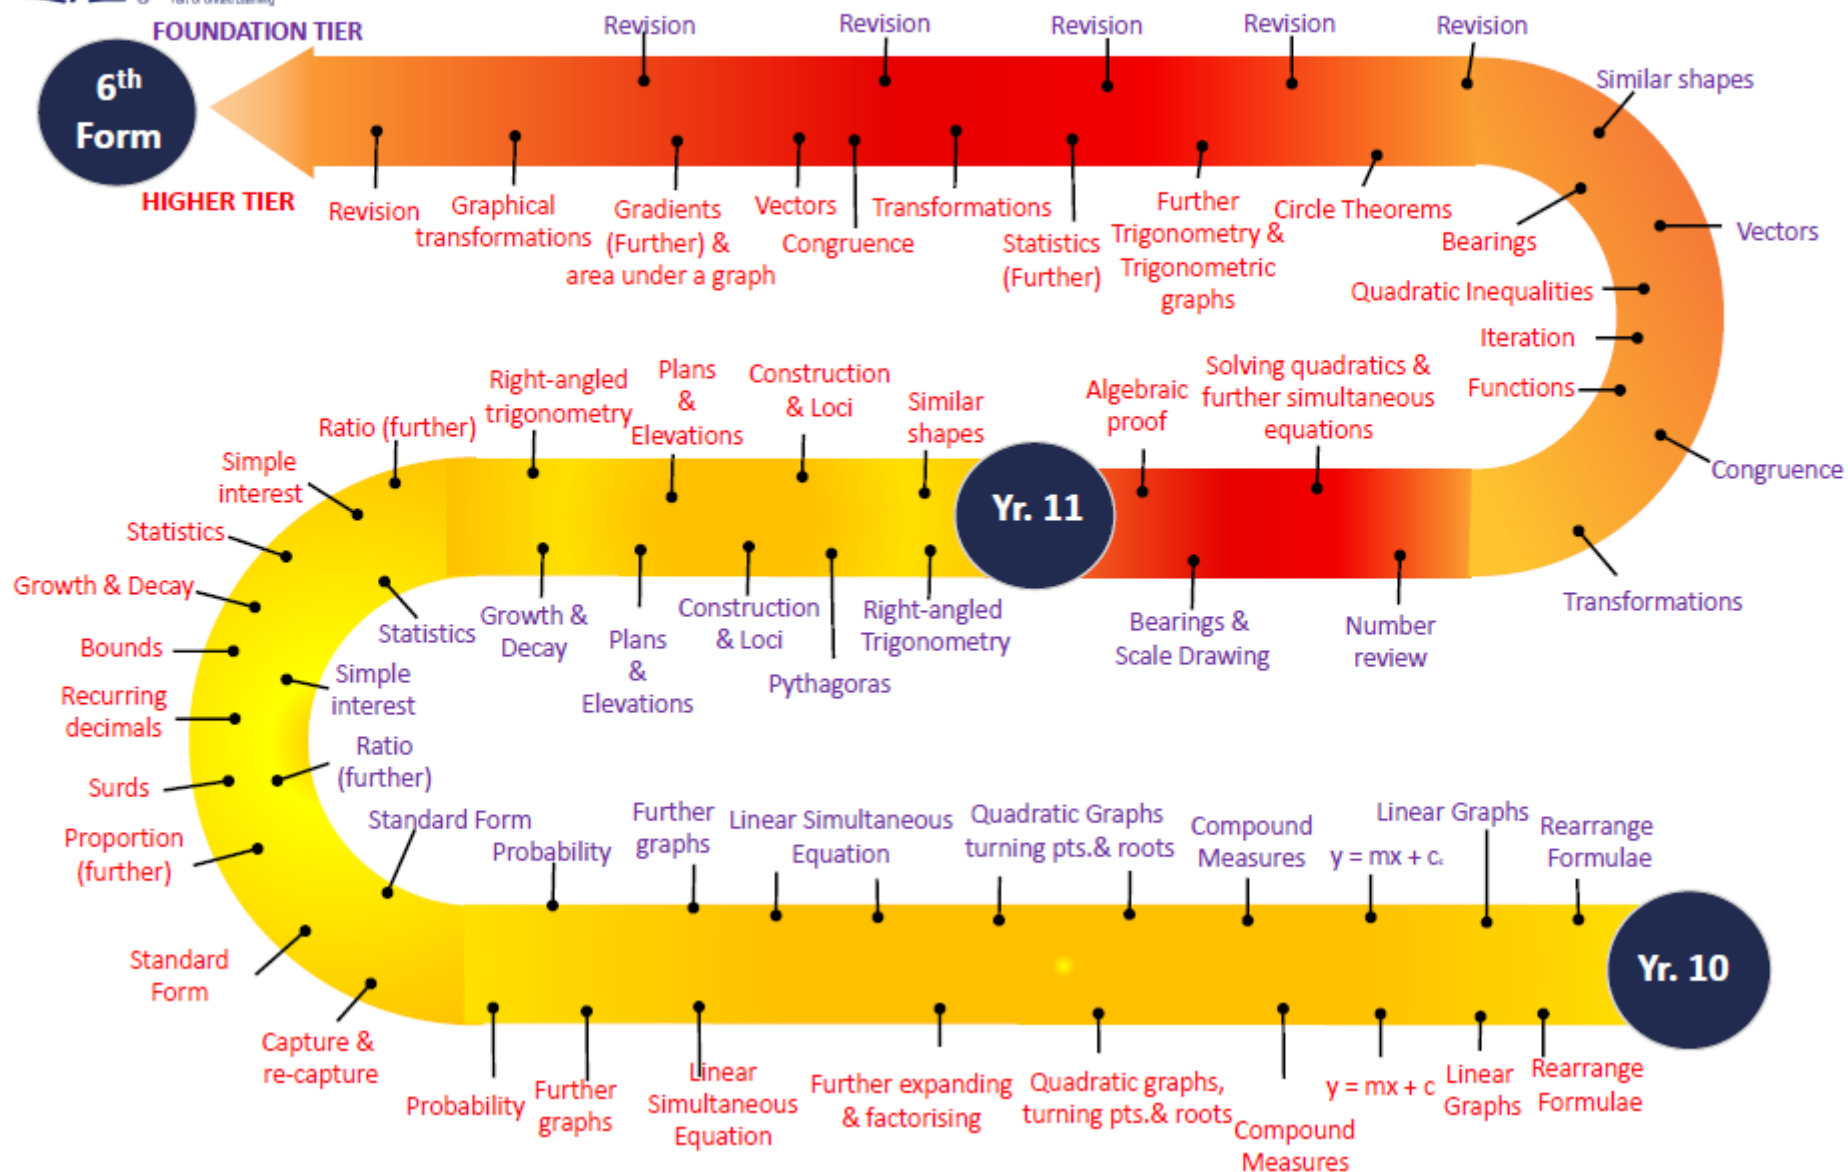 Part of United Learning
FOUNDATION TIER
Revision
Revision
Revision
Revision
Revision
6th
Form
Similar shapes
HIGHER TIER
Revision
Graphical
transformations
Gradients
(Further) &
area under a graph
Vectors
Congruence
Transformations
Statistics
(Further)
Further
Trigonometry &
Trigonometric
graphs
Circle Theorems
Bearings
Vectors
Quadratic Inequalities
Iteration
Functions
Congruence
Transformations
Ratio (further)
Right-angled
trigonometry
Plans
&
Elevations
Construction
& Loci
Similar
shapes
Yr. 11
Algebraic
proof
Solving quadratics &
further simultaneous
equations
Simple
interest
Statistics
Growth & Decay
Bounds
Recurring
decimals
Surds
Proportion
(further)
Standard
Form
Capture &
re-capture
Statistics
Growth &
Decay
Plans
&
Elevations
Construction
& Loci
Pythagoras
Right-angled
Trigonometry
Bearings &
Scale Drawing
Number
review
Simple
interest
Ratio
(further)
Standard Form
Probability
Further
graphs
Linear Simultaneous
Equation
Quadratic Graphs
turning pts.& roots
Compound
Measures
y = mx + c
Linear Graphs
Rearrange
Formulae
Yr. 10
Probability
Further
graphs
Linear
Simultaneous
Equation
Further expanding
& factorising
Quadratic graphs,
turning pts.& roots
Compound
Measures
y = mx + c
Linear
Graphs
Rearrange
Formulae